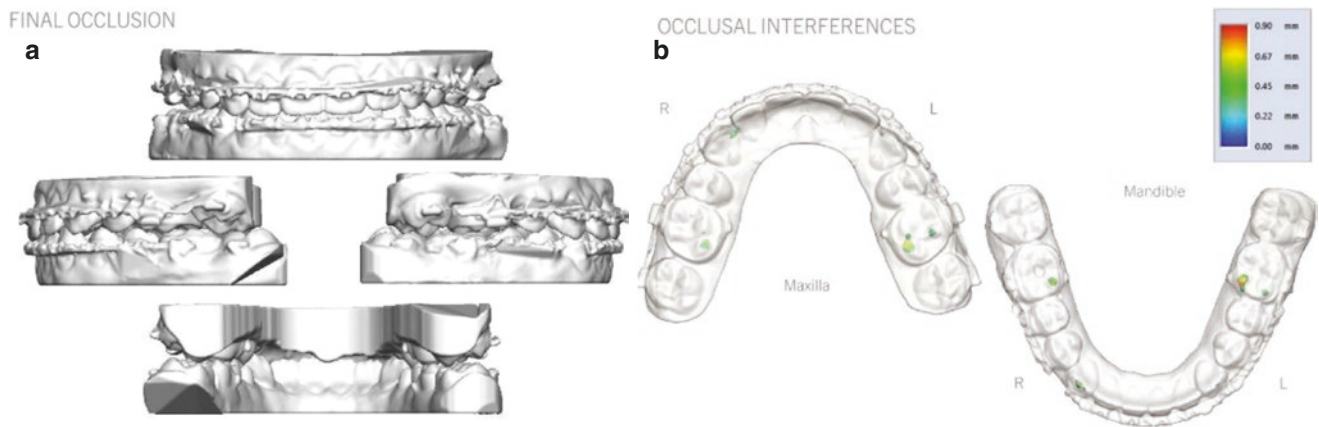 FINAL OCCLUSION
a
OCCLUSAL INTERFERENCES
b
0.90 mm
0.67 mm
0.45 mm
0.22 mm
0.00 mm
R
L
Maxilla
Mandible
R
L